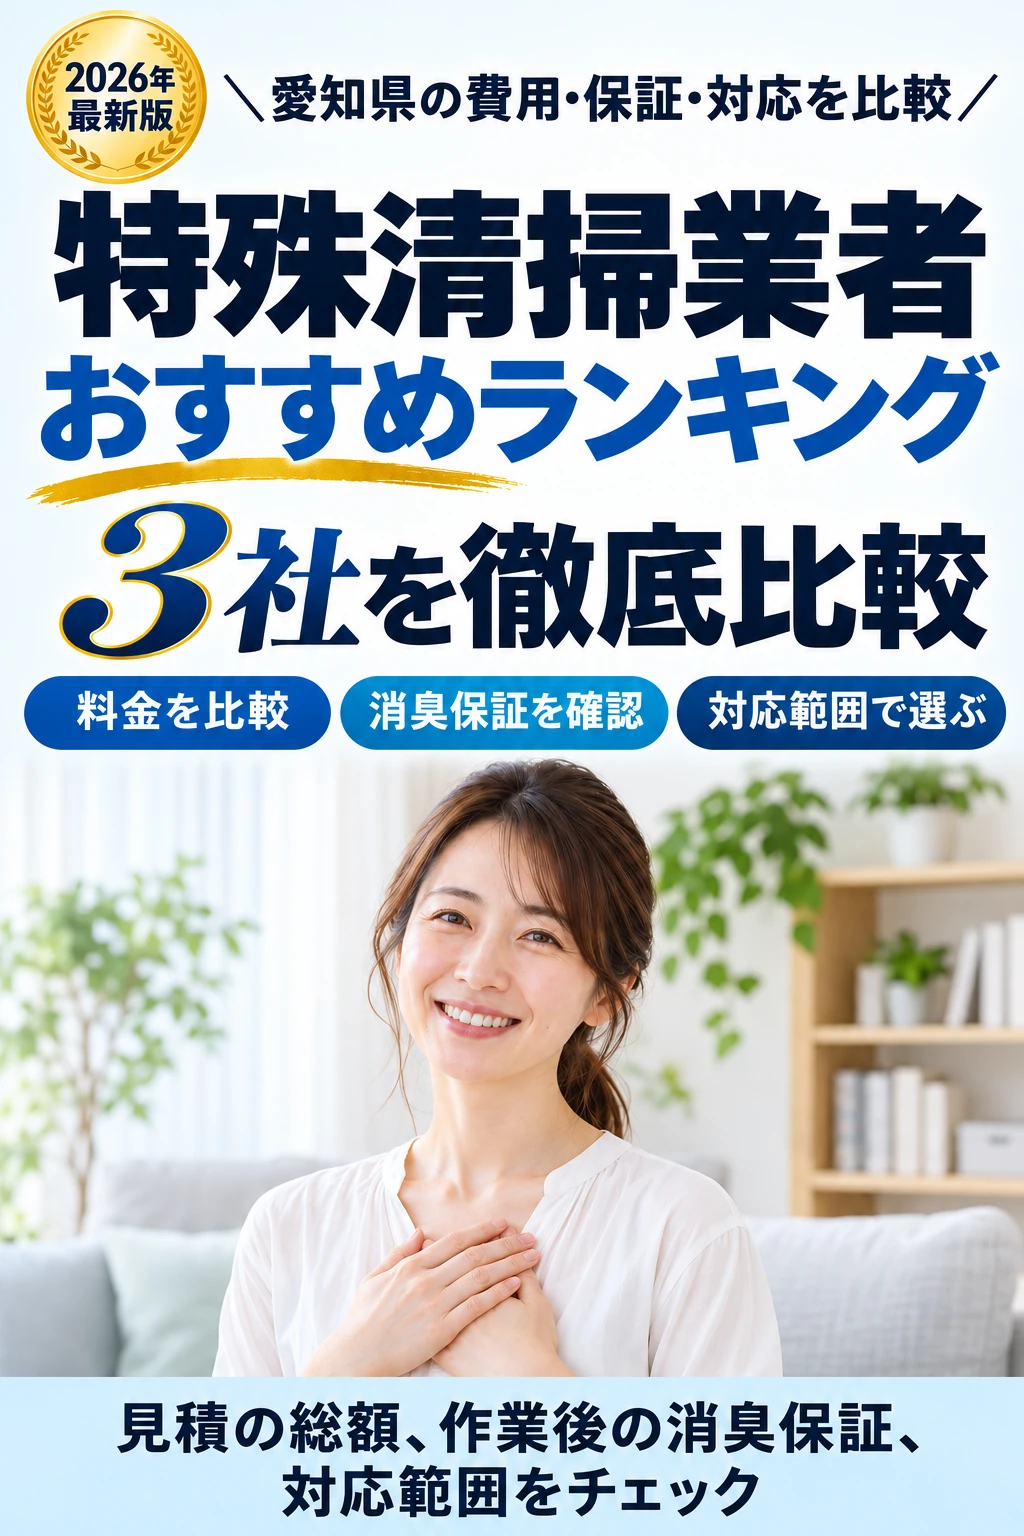 2026年
最新版
＼愛知県の費用・保証・対応を比較／
特殊清掃業者
おすすめランキング
3社を徹底比較
料金を比較
消臭保証を確認
対応範囲で選ぶ
見積の総額、作業後の消臭保証、
対応範囲をチェック